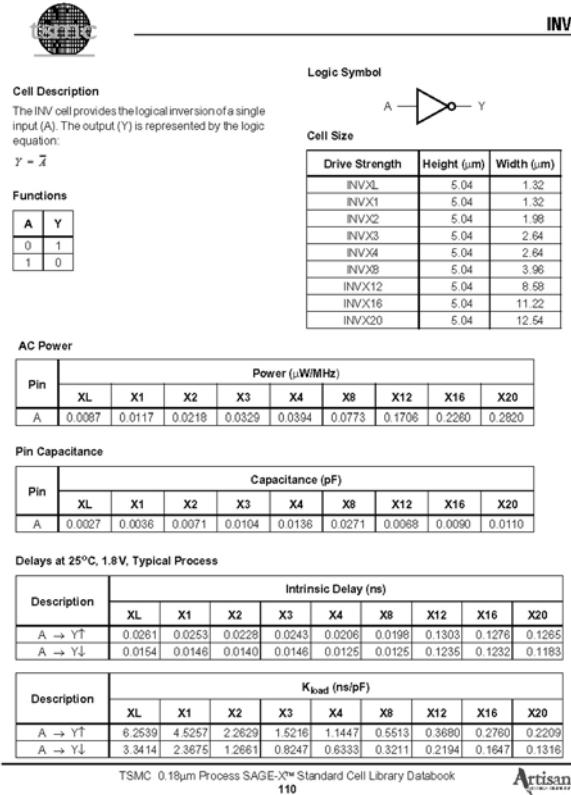 tsmc
INV
Cell Description
The INV cell provides the logical inversion of a single
input (A). The output (Y) is represented by the logic
equation:
Y = A̅
Functions
A Y
0 1
1 0
Logic Symbol
A Y
Cell Size
Drive Strength Height (µm) Width (µm)
INVXL 5.04 1.32
INVX1 5.04 1.32
INVX2 5.04 1.98
INVX3 5.04 2.64
INVX4 5.04 2.64
INVX8 5.04 3.96
INVX12 5.04 8.58
INVX16 5.04 11.22
INVX20 5.04 12.54
AC Power
Pin Power (µW/MHz)
XL X1 X2 X3 X4 X8 X12 X16 X20
A 0.0087 0.0117 0.0218 0.0329 0.0394 0.0773 0.1706 0.2260 0.2820
Pin Capacitance
Pin Capacitance (pF)
XL X1 X2 X3 X4 X8 X12 X16 X20
A 0.0027 0.0036 0.0071 0.0104 0.0136 0.0271 0.0068 0.0090 0.0110
Delays at 25°C, 1.8V, Typical Process
Description Intrinsic Delay (ns)
XL X1 X2 X3 X4 X8 X12 X16 X20
A → Y↑ 0.0261 0.0253 0.0228 0.0243 0.0206 0.0198 0.1303 0.1276 0.1265
A → Y↓ 0.0154 0.0146 0.0140 0.0146 0.0125 0.0125 0.1235 0.1232 0.1183
Description Kload (ns/pF)
XL X1 X2 X3 X4 X8 X12 X16 X20
A → Y↑ 6.2539 4.5257 2.2629 1.5216 1.1447 0.5513 0.3680 0.2760 0.2209
A → Y↓ 3.3414 2.3675 1.2661 0.8247 0.6333 0.3211 0.2194 0.1647 0.1316
TSMC 0.18µm Process SAGE-X™ Standard Cell Library Databook
110
Artisan